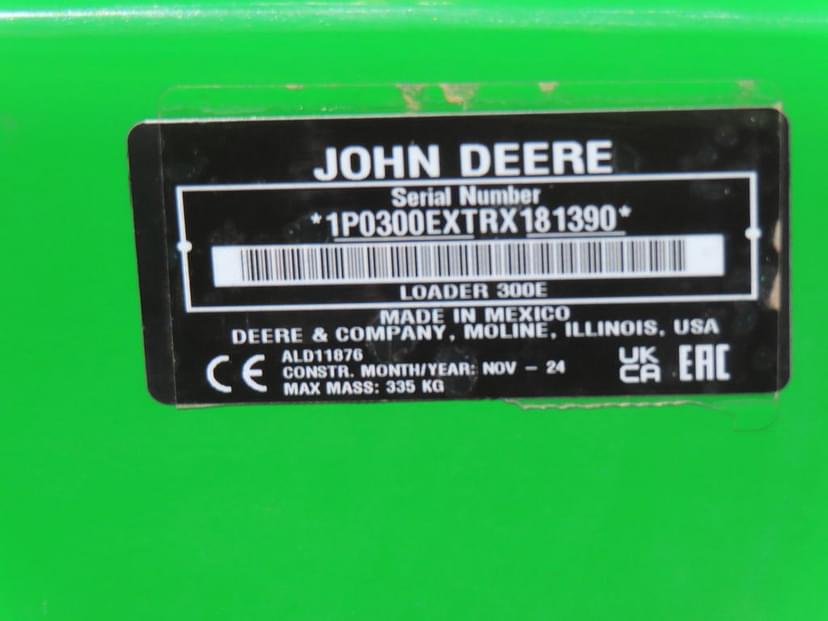 JOHN DEERE
Serial Number
*1P0300EXTRX181390*
LOADER 300E
MADE IN MEXICO
DEERE & COMPANY, MOLINE, ILLINOIS, USA
ALD11876
CONSTR. MONTH/YEAR: NOV - 24
MAX MASS: 335 KG
CE
UK
CA
EAC